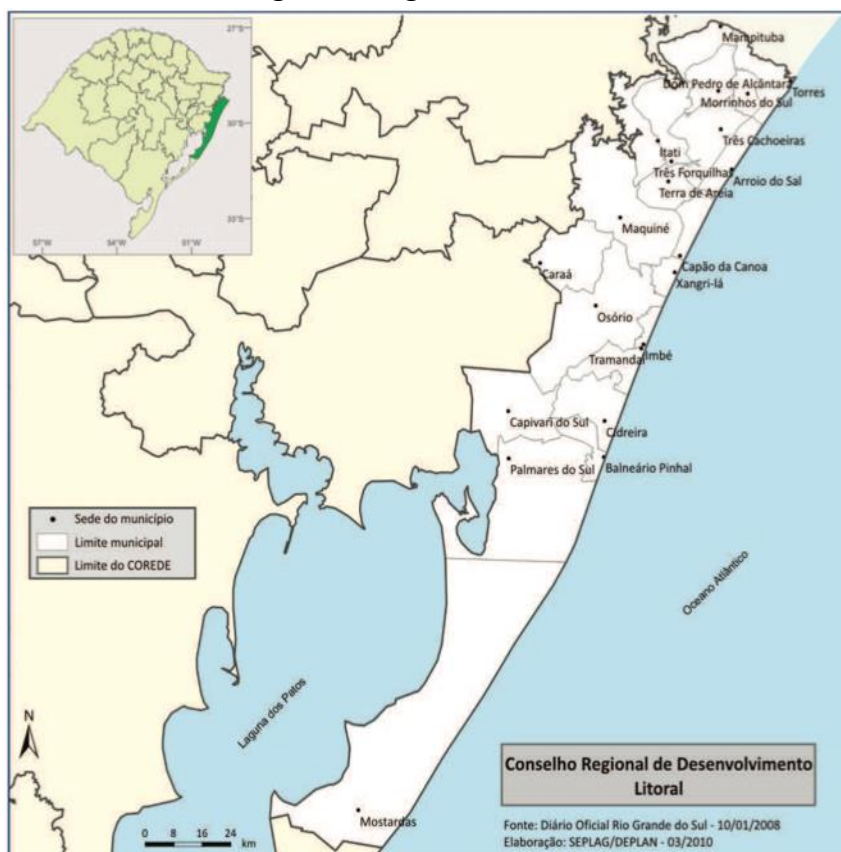 27°S
30°S
33°S
57°W
54°W
51°W
Mampituba
Dom Pedro de Alcântara
Torres
Morrinhos do Sul
Três Cachoeiras
Itati
Três Forquilhas
Arroio do Sal
Terra de Areia
Maquiné
Capão da Canoa
Caraá
Xangri-lá
Osório
Imbé
Tramandaí
Capivari do Sul
Cidreira
Palmares do Sul
Balneário Pinhal
Sede do município
Limite municipal
Limite do COREDE
Oceano Atlântico
Laguna dos Patos
N
Mostardas
0 8 16 24
km
Conselho Regional de Desenvolvimento
Litoral
Fonte: Diário Oficial Rio Grande do Sul - 10/01/2008
Elaboração: SEPLAG/DEPLAN - 03/2010